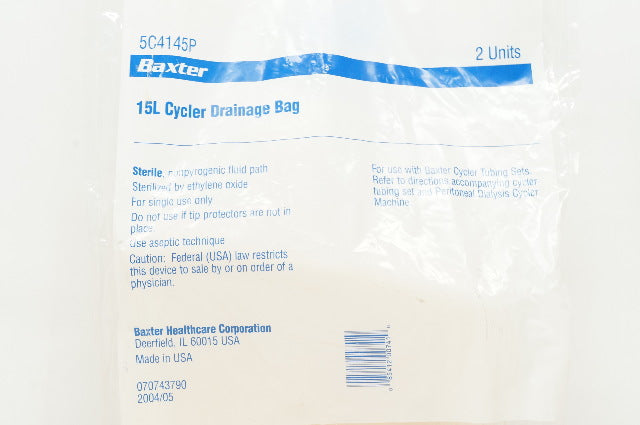 5C4145P
2 Units
Baxter
15L Cycler Drainage Bag
Sterile, nonpyrogenic fluid path
Sterilized by ethylene oxide
For single use only
Do not use if tip protectors are not in
place.
Use aseptic technique
Caution: Federal (USA) law restricts
this device to sale by or on order of a
physician.
For use with Baxter Cycler Tubing Sets
Refer to directions accompanying cycler
tubing set and Peritoneal Dialysis Cycler
Machine
Baxter Healthcare Corporation
Deerfield, IL 60015 USA
Made in USA
070743790
2004/05